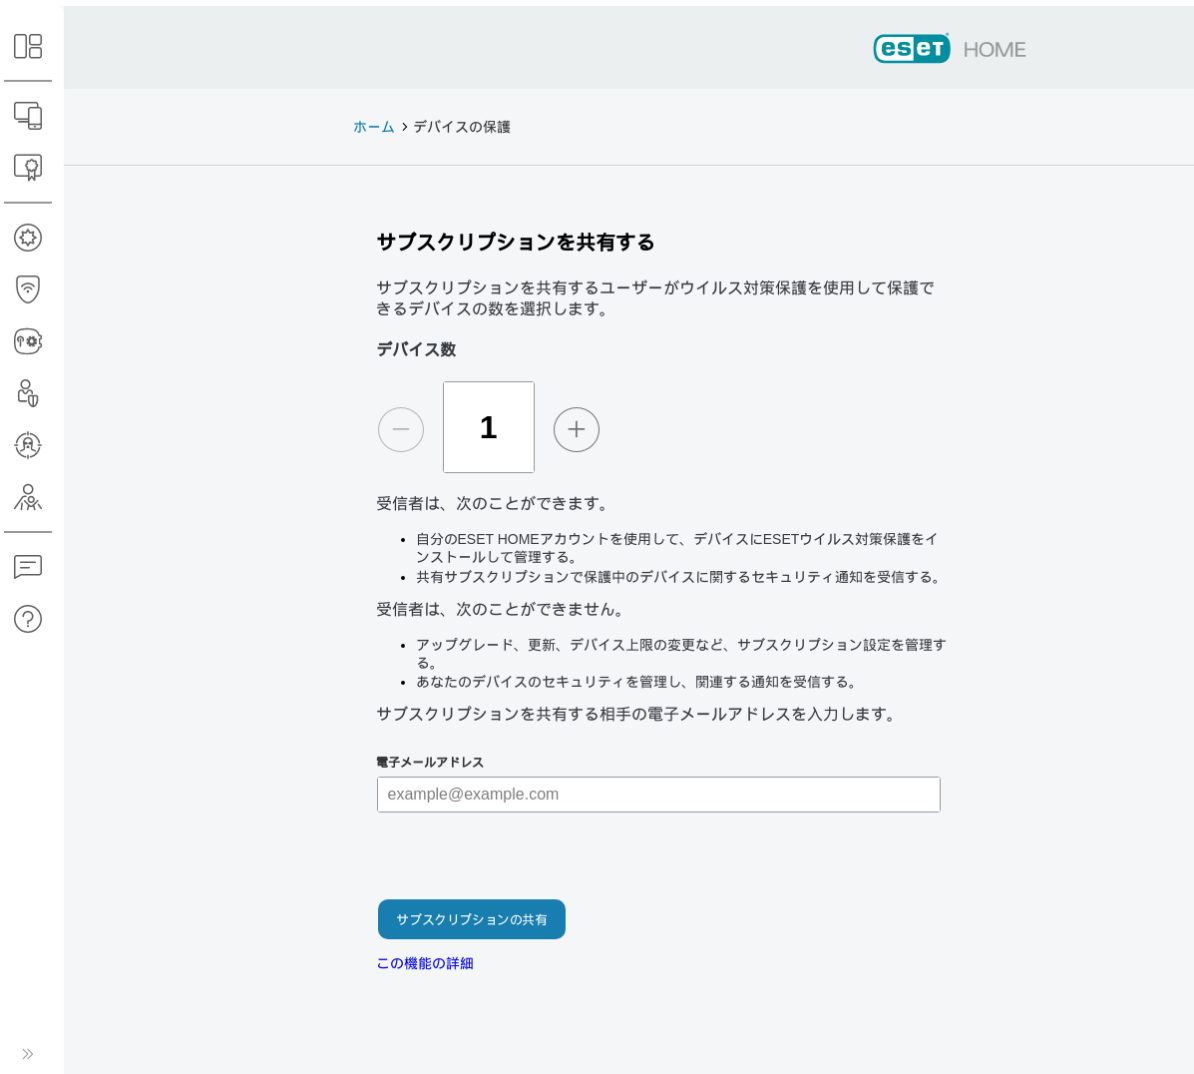 eset HOME
ホーム > デバイスの保護
サブスクリプションを共有する
サブスクリプションを共有するユーザーがウイルス対策保護を使用して保護で
きるデバイスの数を選択します。
デバイス数
1
受信者は、次のことができます。
• 自分のESET HOMEアカウントを使用して、デバイスにESETウイルス対策保護をイ
ンストールして管理する。
• 共有サブスクリプションで保護中のデバイスに関するセキュリティ通知を受信する。
受信者は、次のことができません。
• アップグレード、更新、デバイス上限の変更など、サブスクリプション設定を管理す
る。
• あなたのデバイスのセキュリティを管理し、関連する通知を受信する。
サブスクリプションを共有する相手の電子メールアドレスを入力します。
電子メールアドレス
example@example.com
サブスクリプションの共有
この機能の詳細